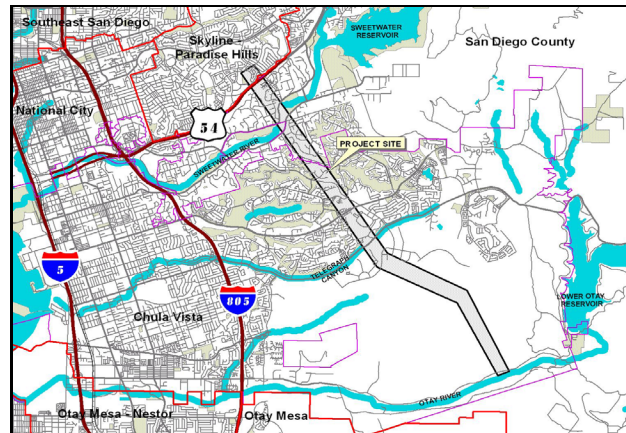 Southeast San Diego
Skyline -
Paradise Hills
SWEETWATER
RESERVOIR
San Diego County
National City
54
PROJECT SITE
SWEETWATER RIVER
5
805
TELEGRAPH
CANYON
LOWER OTAY
RESERVOIR
Chula Vista
OTAY RIVER
Otay Mesa - Nestor
Otay Mesa